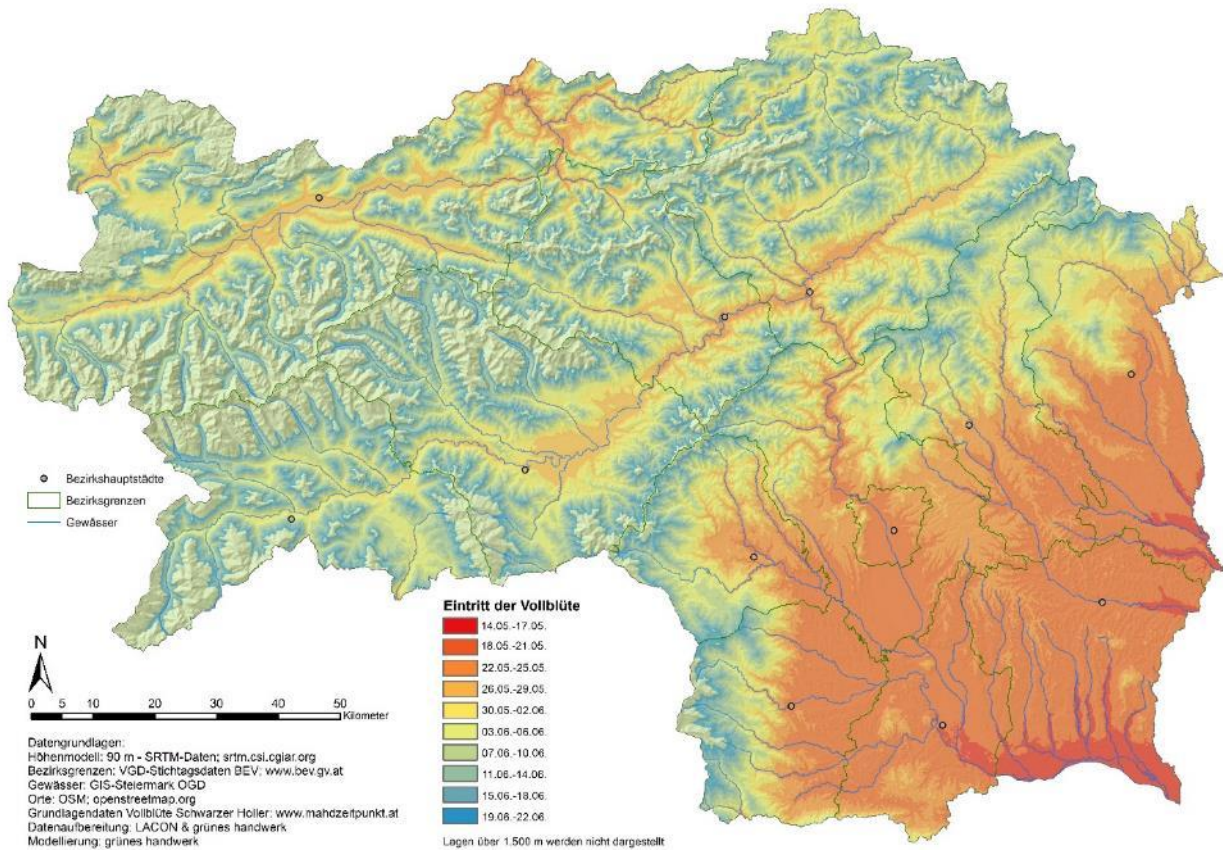 Bezirkshauptstädte
Bezirksgrenzen
Gewässer
N
0 5 10 20 30 40 50
Kilometer
Datengrundlagen:
Höhenmodell: 90 m - SRTM-Daten; srtm.csi.cgiar.org
Bezirksgrenzen: VGD-Stichtagsdaten BEV: www.bev.gv.at
Gewässer: GIS-Steiermark OGD
Orte: OSM; openstreetmap.org
Grundlagendaten Vollblüte Schwarzer Holler: www.mahdzeitpunkt.at
Datenaufbereitung: LACON & grünes handwerk
Modellierung: grünes handwerk
Eintritt der Vollblüte
14.05.-17.05.
18.05.-21.05.
22.05.-25.05.
26.05.-29.05.
30.05.-02.06.
03.06.-06.06.
07.06.-10.06.
11.06.-14.06.
15.06.-18.06.
19.06.-22.06.
Lagen über 1.500 m werden nicht dargestellt